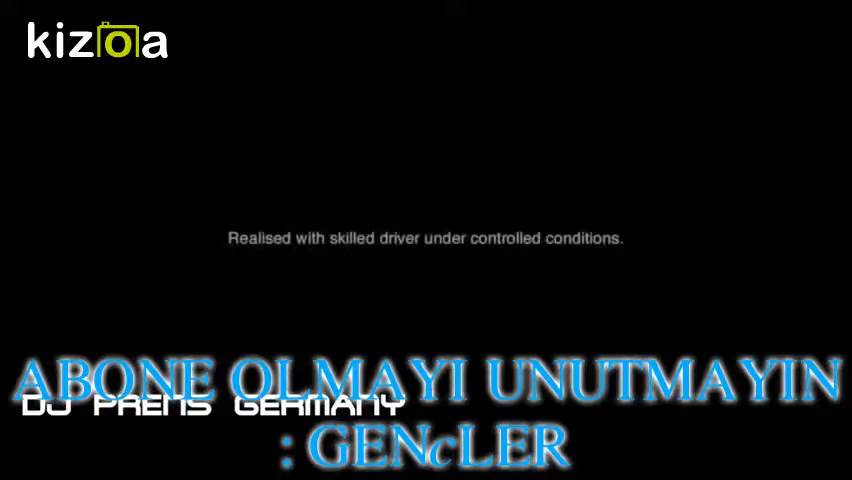 kizoa
Realised with skilled driver under controlled conditions.
ABONE OLMAYI UNUTMAYIN
DJ PRENS GERMANY
: GENcLER